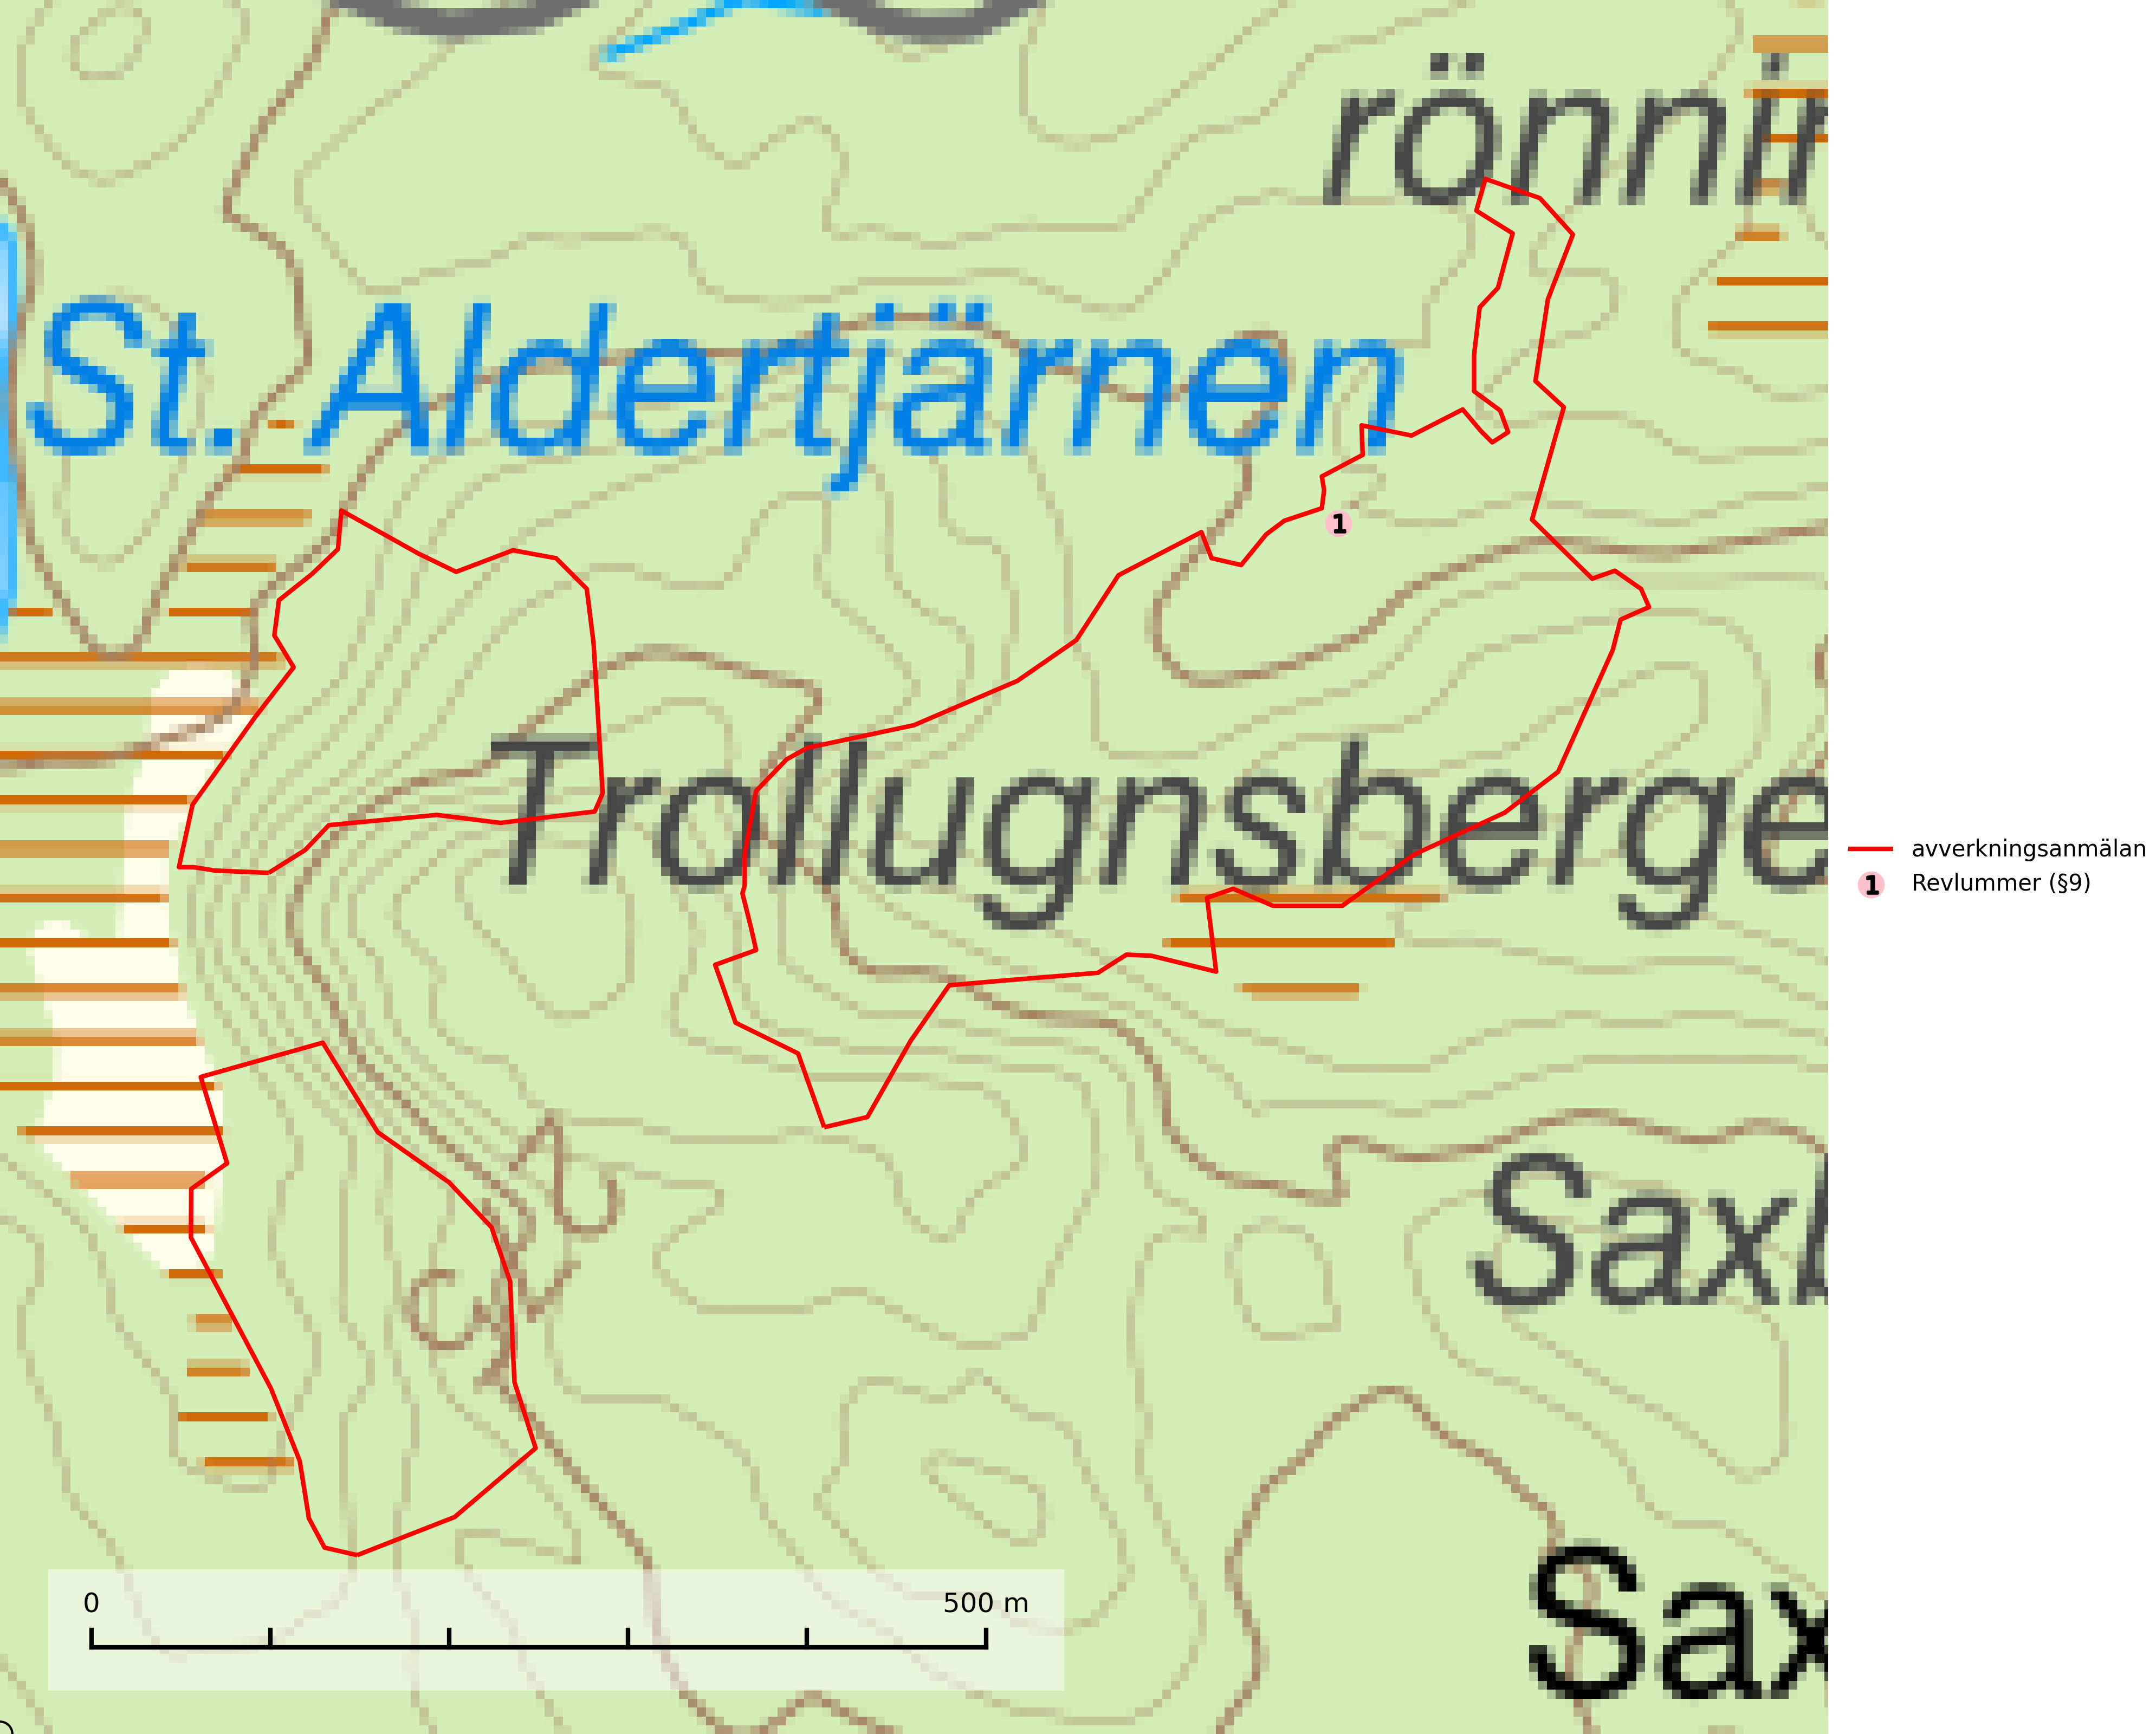 rönni
St. Aldertjärnen
1
Trollugnsberge
avverkningsanmälan
1 Revlummer (§9)
Saxl
0 500 m
Sax